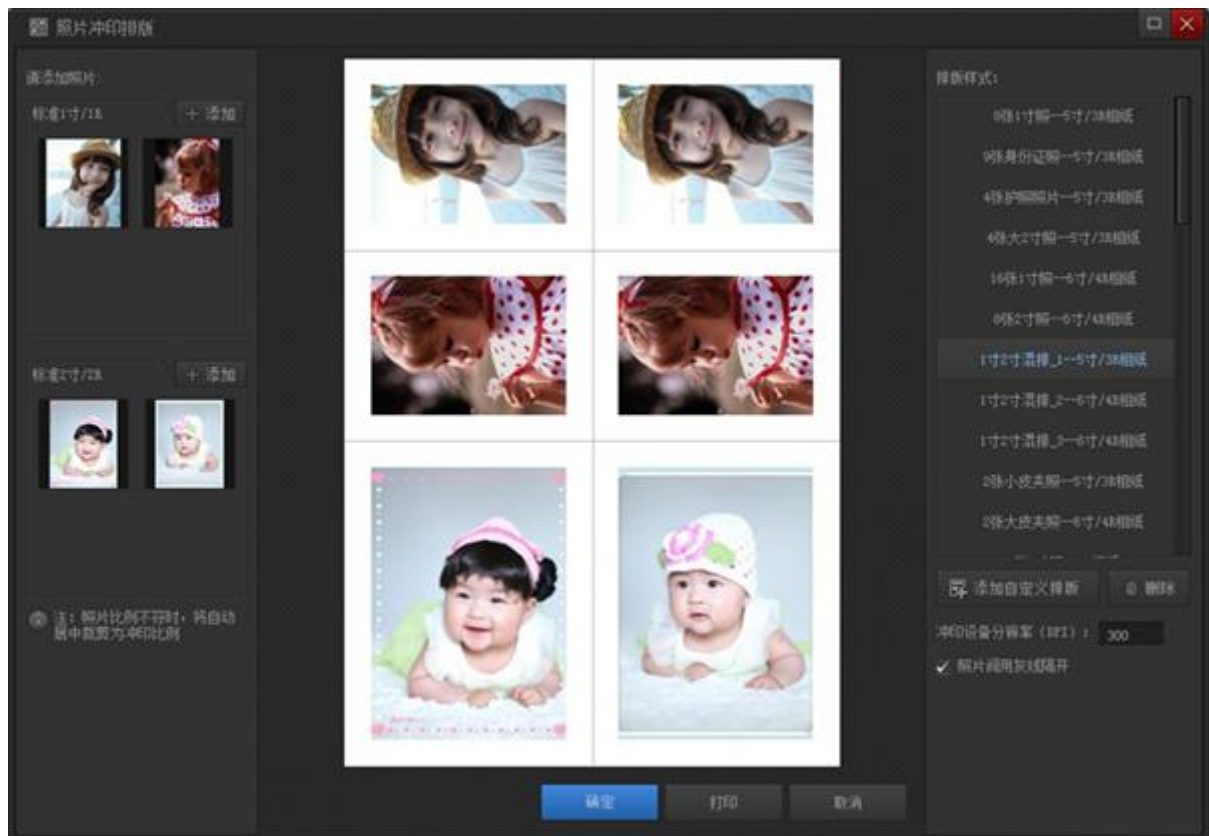 照片冲印排版
请添加照片:
标准1寸/1R
+ 添加
标准2寸/2R
+ 添加
注: 照片比例不符时, 将自动
居中裁剪为冲印比例
确定
打印
取消
排版样式:
8张1寸照--5寸/3R相纸
9张身份证照--5寸/3R相纸
4张护照照片--5寸/3R相纸
4张大2寸照--5寸/3R相纸
16张1寸照--6寸/4R相纸
8张2寸照--6寸/4R相纸
1寸2寸混排_1--5寸/3R相纸
1寸2寸混排_2--6寸/4R相纸
1寸2寸混排_3--6寸/4R相纸
2张小皮夹照--5寸/3R相纸
2张大皮夹照--6寸/4R相纸
添加自定义排版
删除
冲印设备分辨率 (DPI) : 300
照片间用灰线隔开